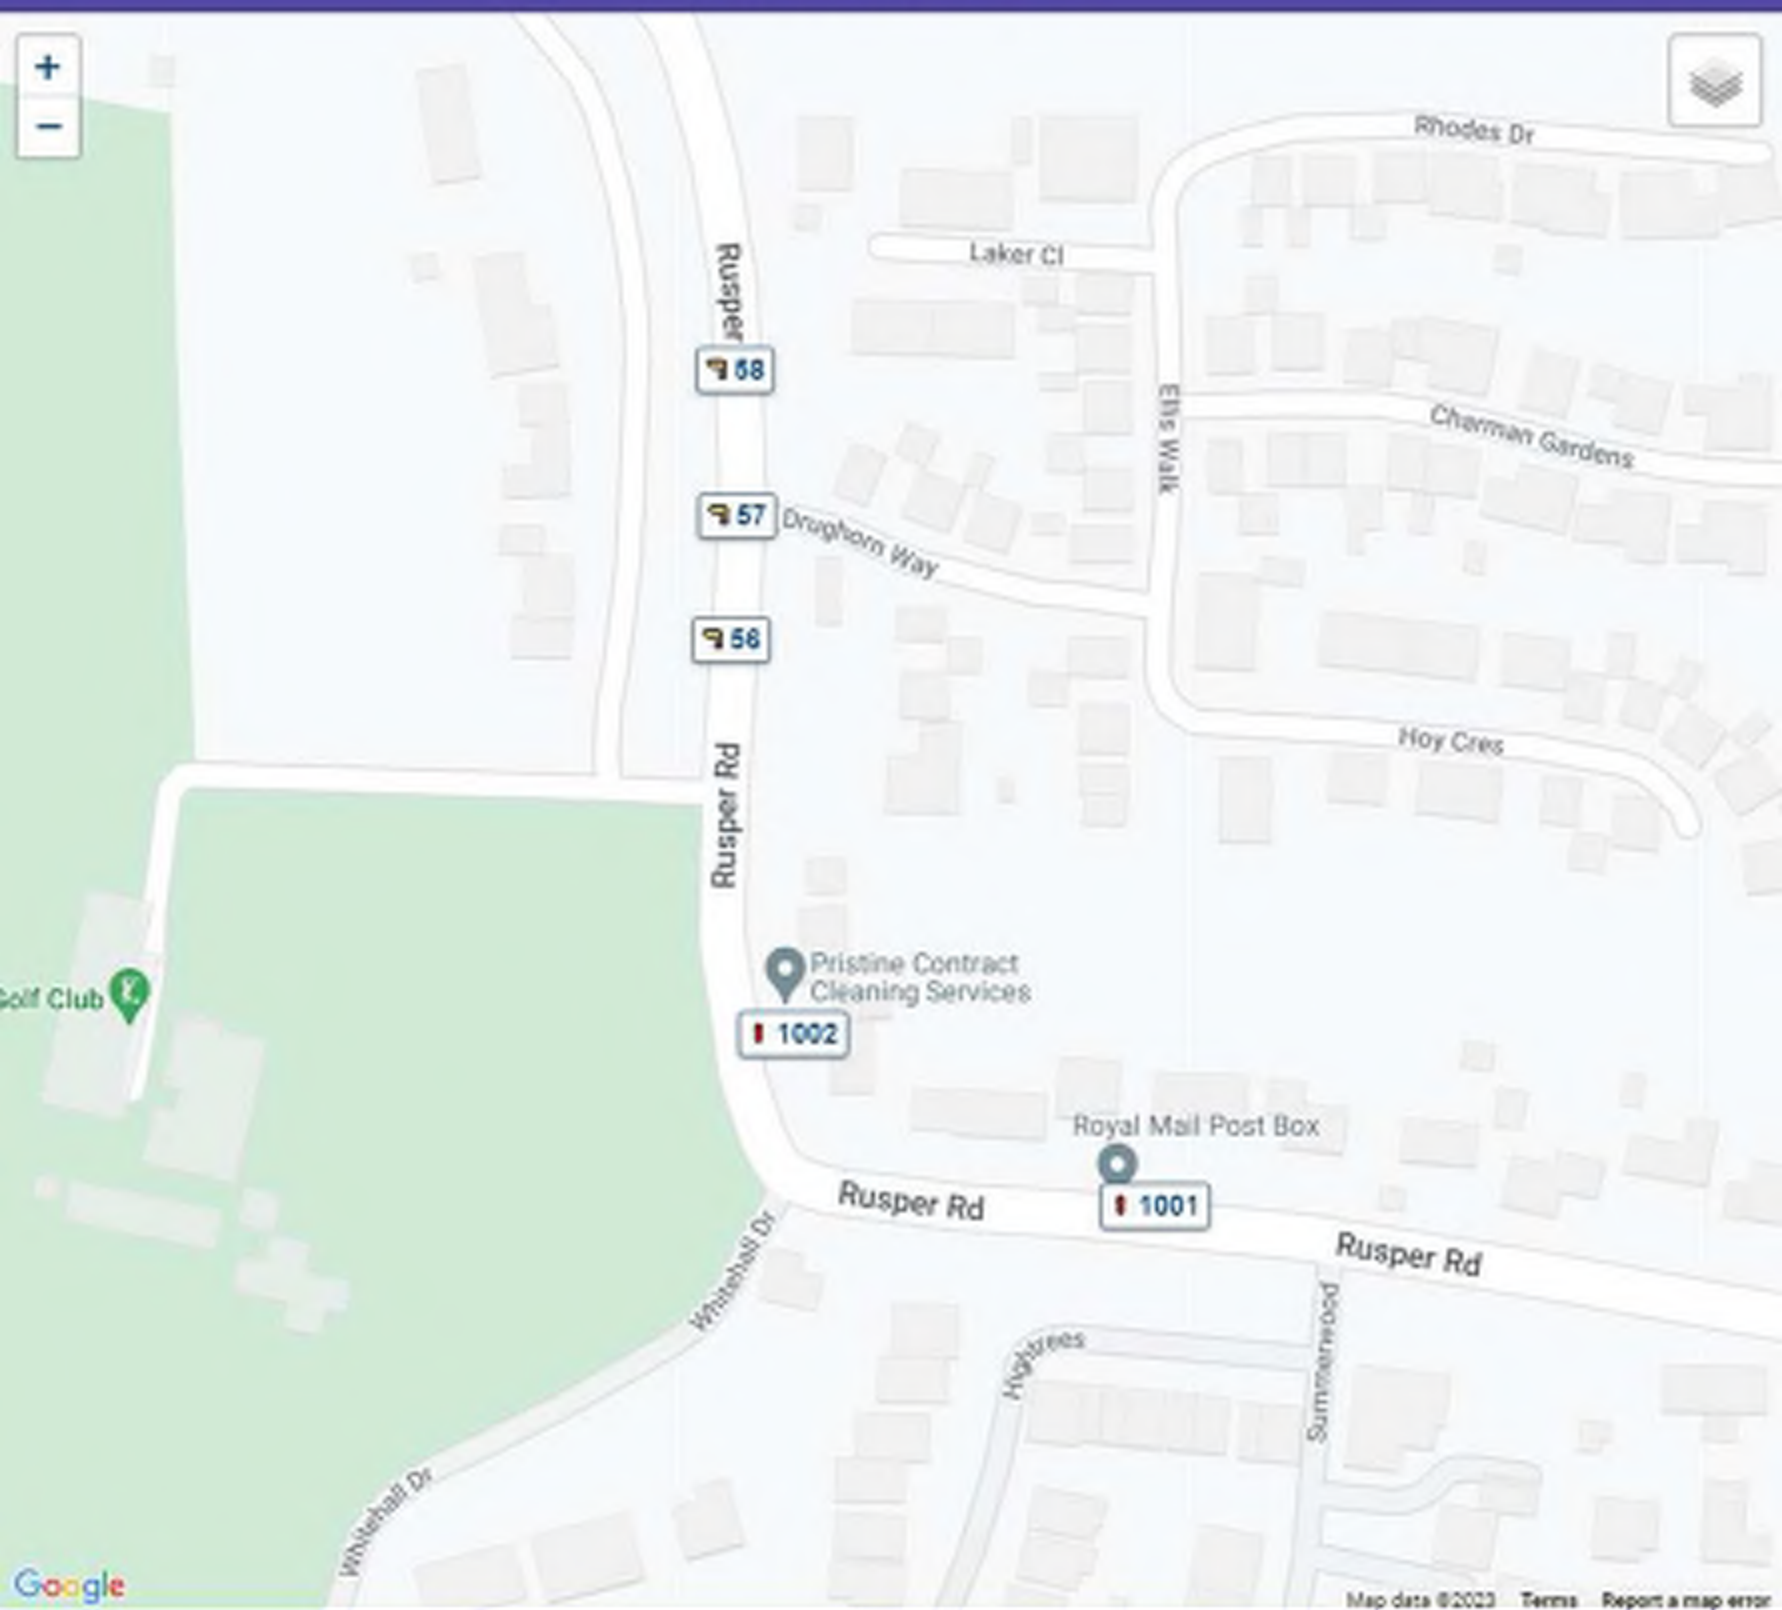 +
−
Rhodes Dr
Laker Cl
Rusper
58
Ellis Walk
Charman Gardens
57
Drughorn Way
56
Rusper Rd
Hoy Cres
Pristine Contract
Cleaning Services
1002
Golf Club
Royal Mail Post Box
1001
Rusper Rd
Rusper Rd
Whitehall Dr
Hightrees
Summerwood
Whitehall Dr
Google
Map data ©2023 Terms Report a map error